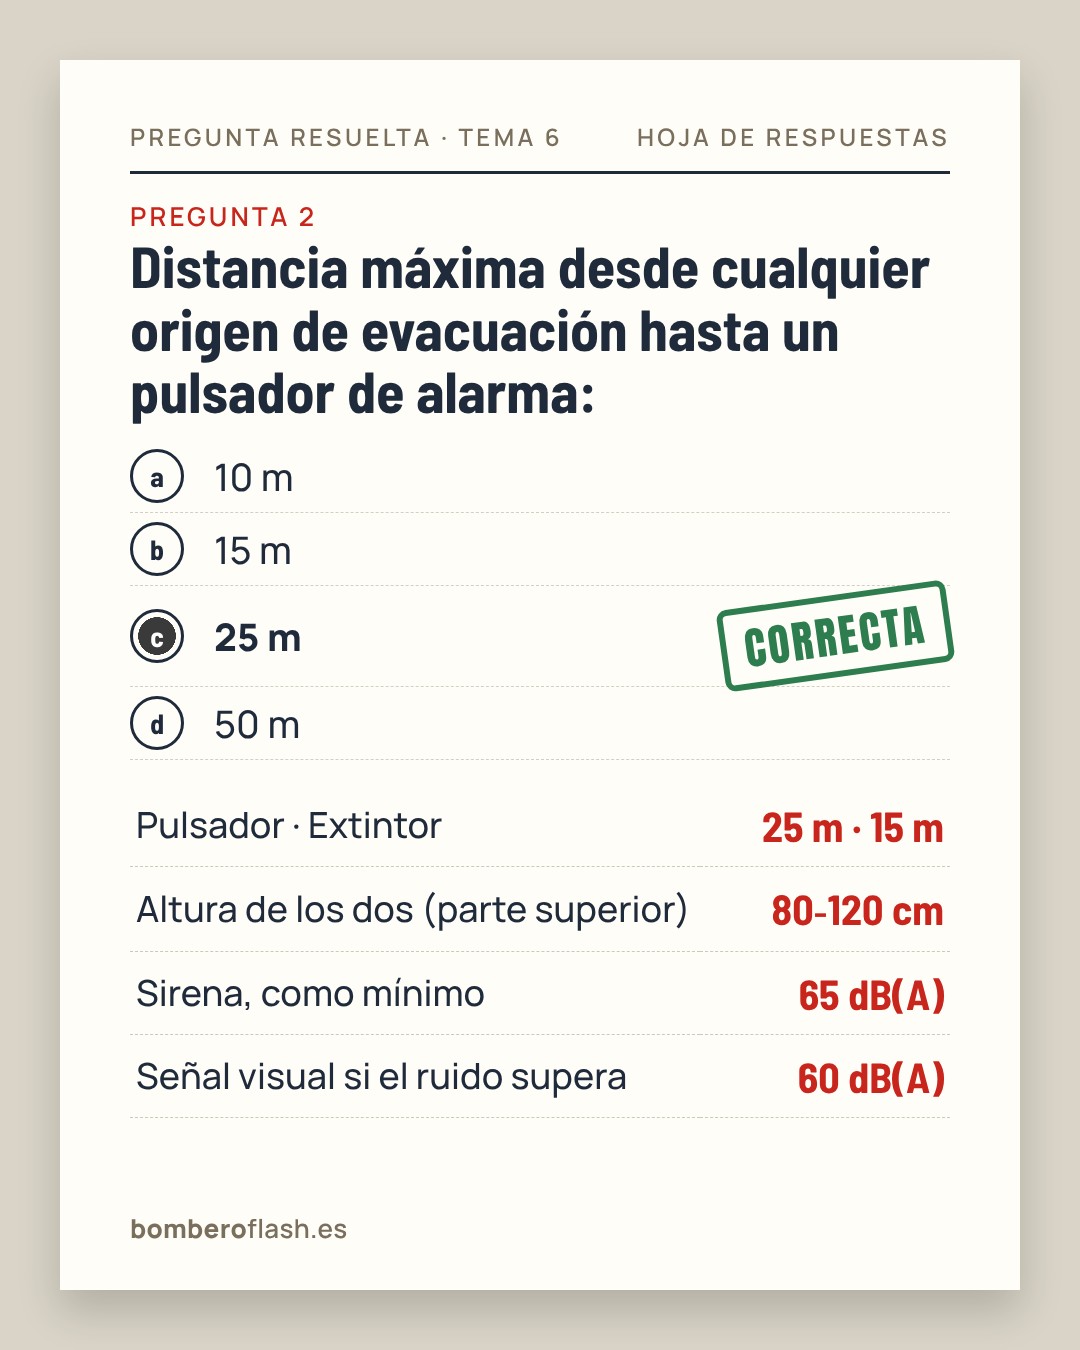 PREGUNTA RESUELTA · TEMA 6
HOJA DE RESPUESTAS
PREGUNTA 2
Distancia máxima desde cualquier
origen de evacuación hasta un
pulsador de alarma:
a 10 m
b 15 m
c 25 m
CORRECTA
d 50 m
Pulsador · Extintor 25 m · 15 m
Altura de los dos (parte superior) 80-120 cm
Sirena, como mínimo 65 dB(A)
Señal visual si el ruido supera 60 dB(A)
bomberoflash.es